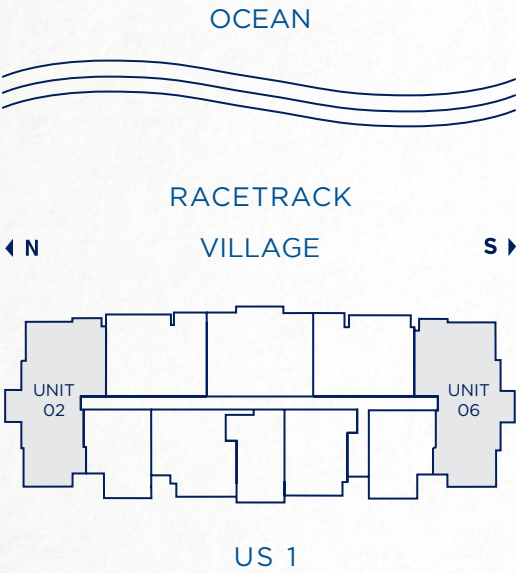 OCEAN
RACETRACK
VILLAGE
N
S
UNIT
02
UNIT
06
US 1